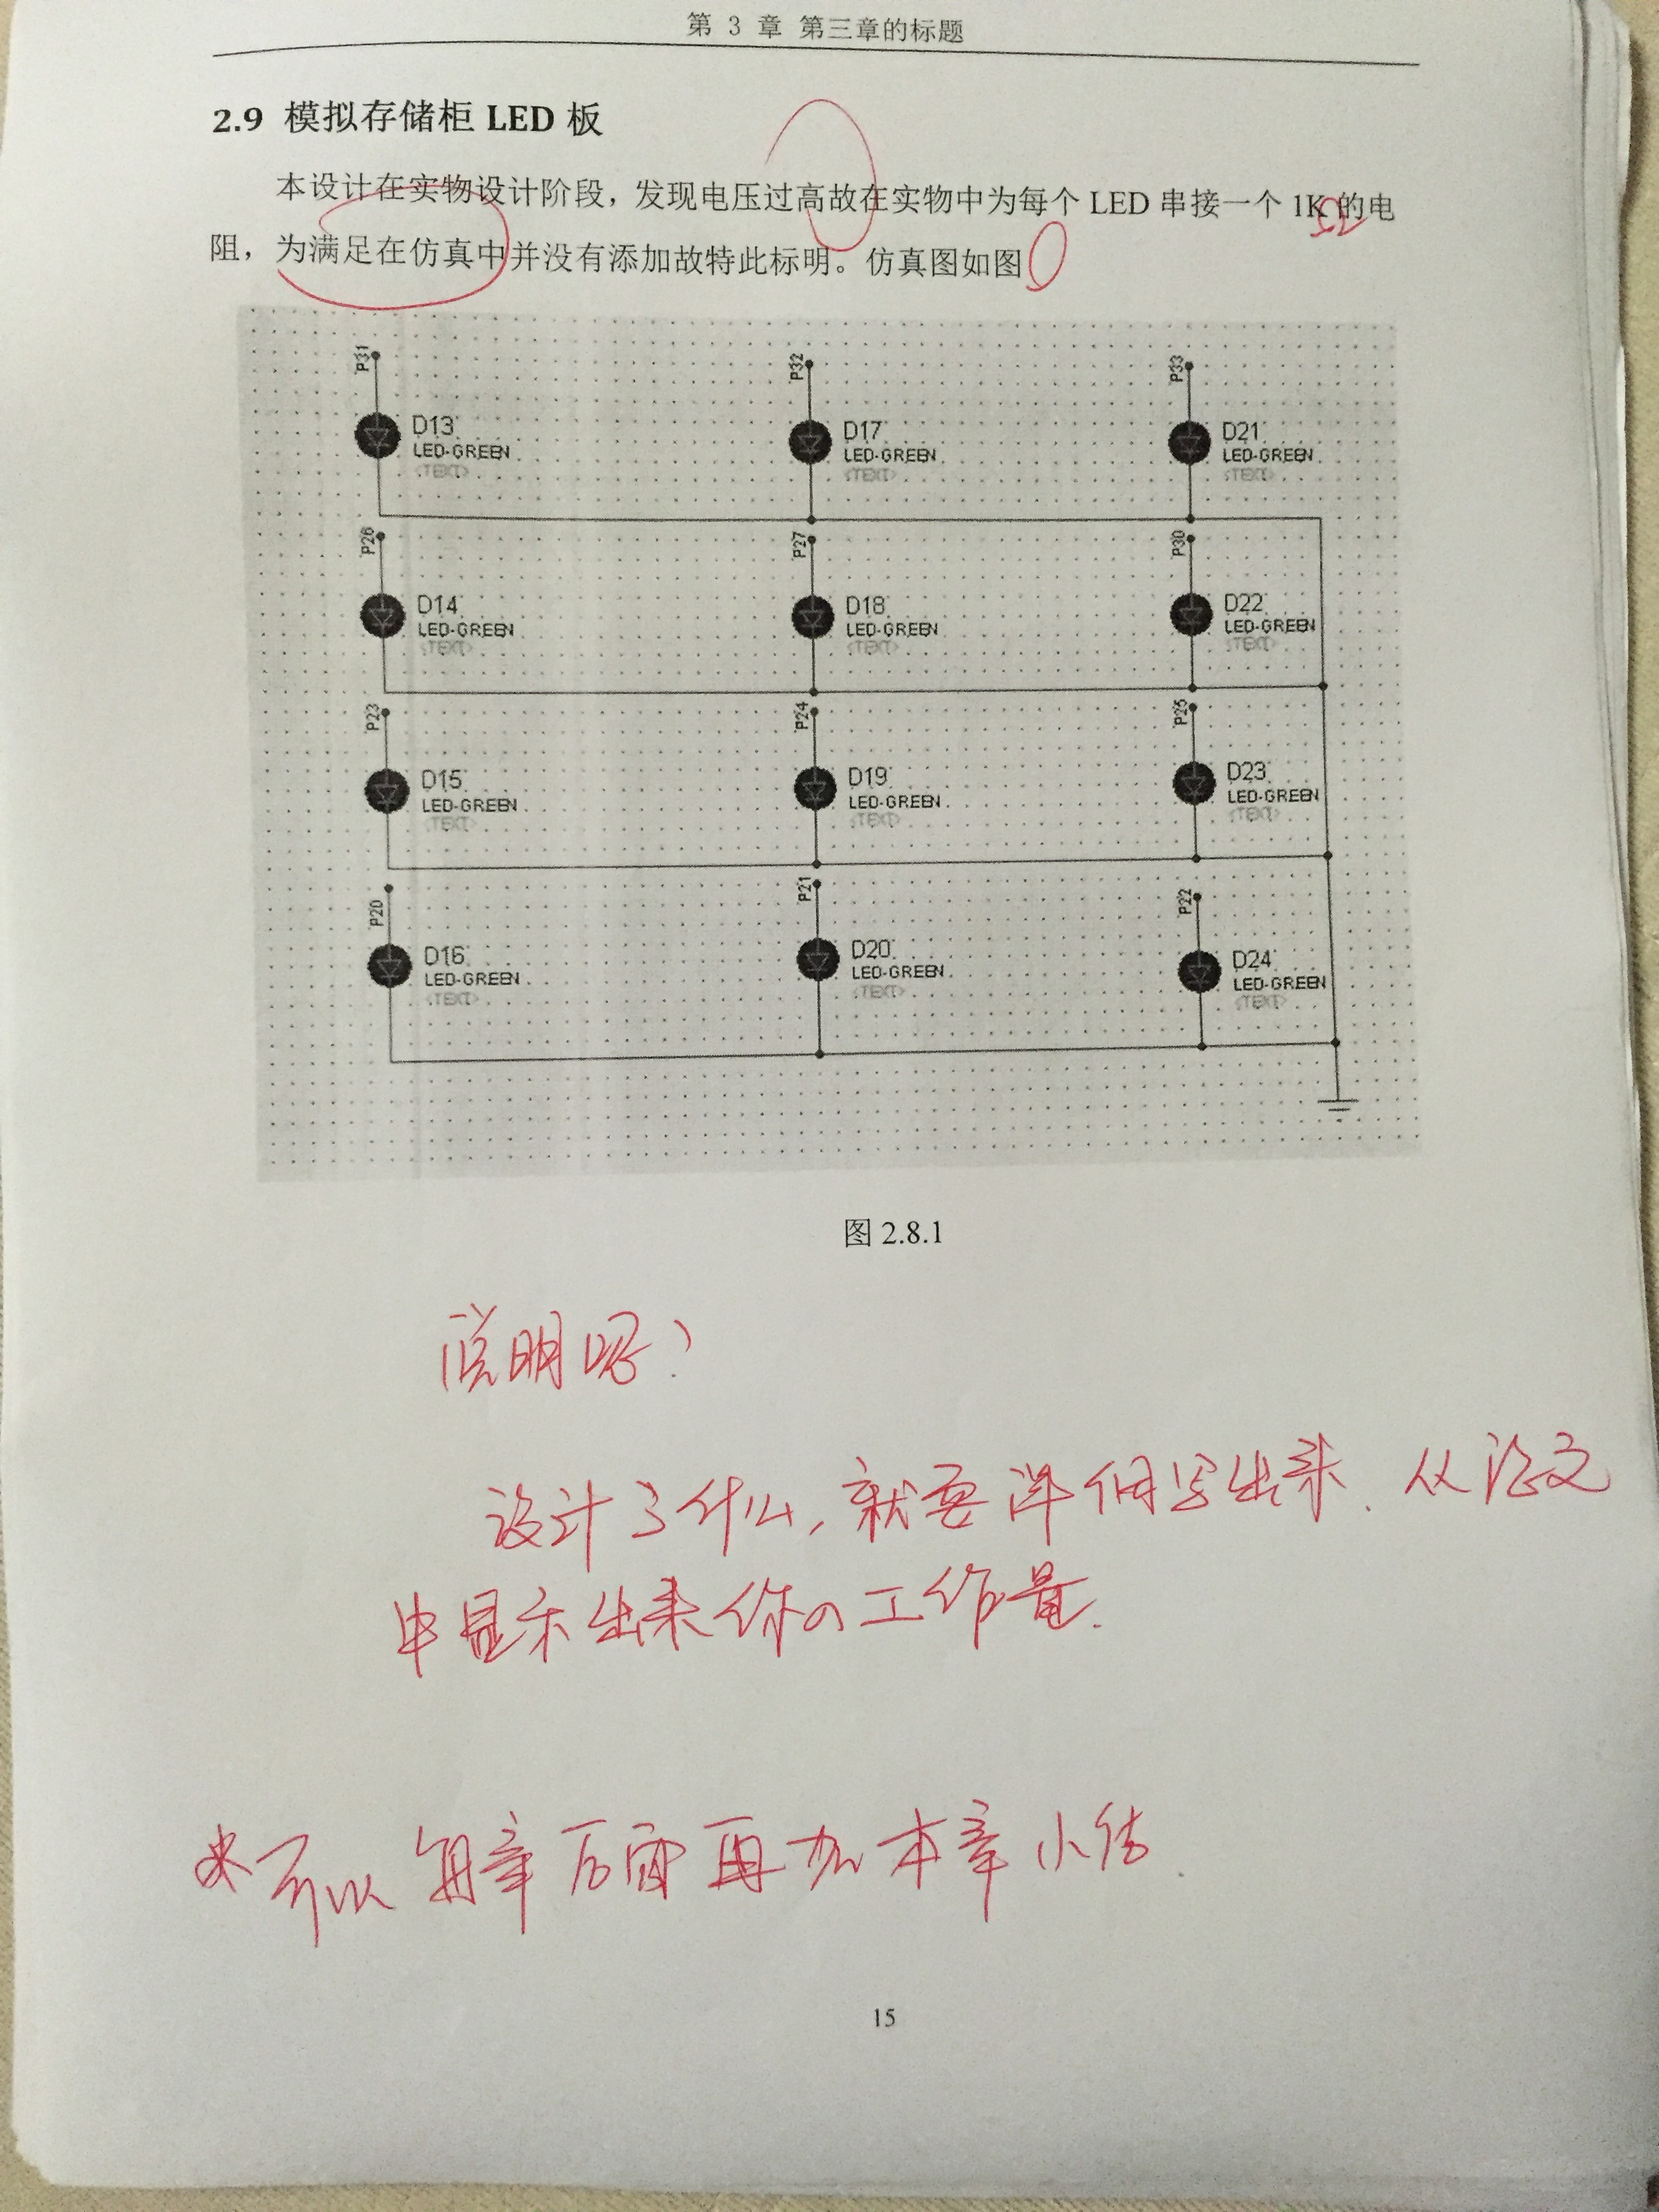 第 3 章 第三章的标题
2.9 模拟存储柜 LED 板
本设计在实物设计阶段，发现电压过高故在实物中为每个 LED 串接一个 1KΩ的电
阻，为满足在仿真中并没有添加故特此标明。仿真图如图
P31 P32 P33
D13 D17 D21
LED-GREEN LED-GREEN LED-GREEN
<TEXT> <TEXT> <TEXT>
P26 P27 P30
D14 D18 D22
LED-GREEN LED-GREEN LED-GREEN
<TEXT> <TEXT> <TEXT>
P23 P24 P25
D15 D19 D23
LED-GREEN LED-GREEN LED-GREEN
<TEXT> <TEXT> <TEXT>
P20 P21 P22
D16 D20 D24
LED-GREEN LED-GREEN LED-GREEN
<TEXT> <TEXT> <TEXT>
图 2.8.1
说明呢？
设计了什么，就要详细写出来. 从论文
中显示出来你の工作量.
*可以 每章后面再加本章小结.
15